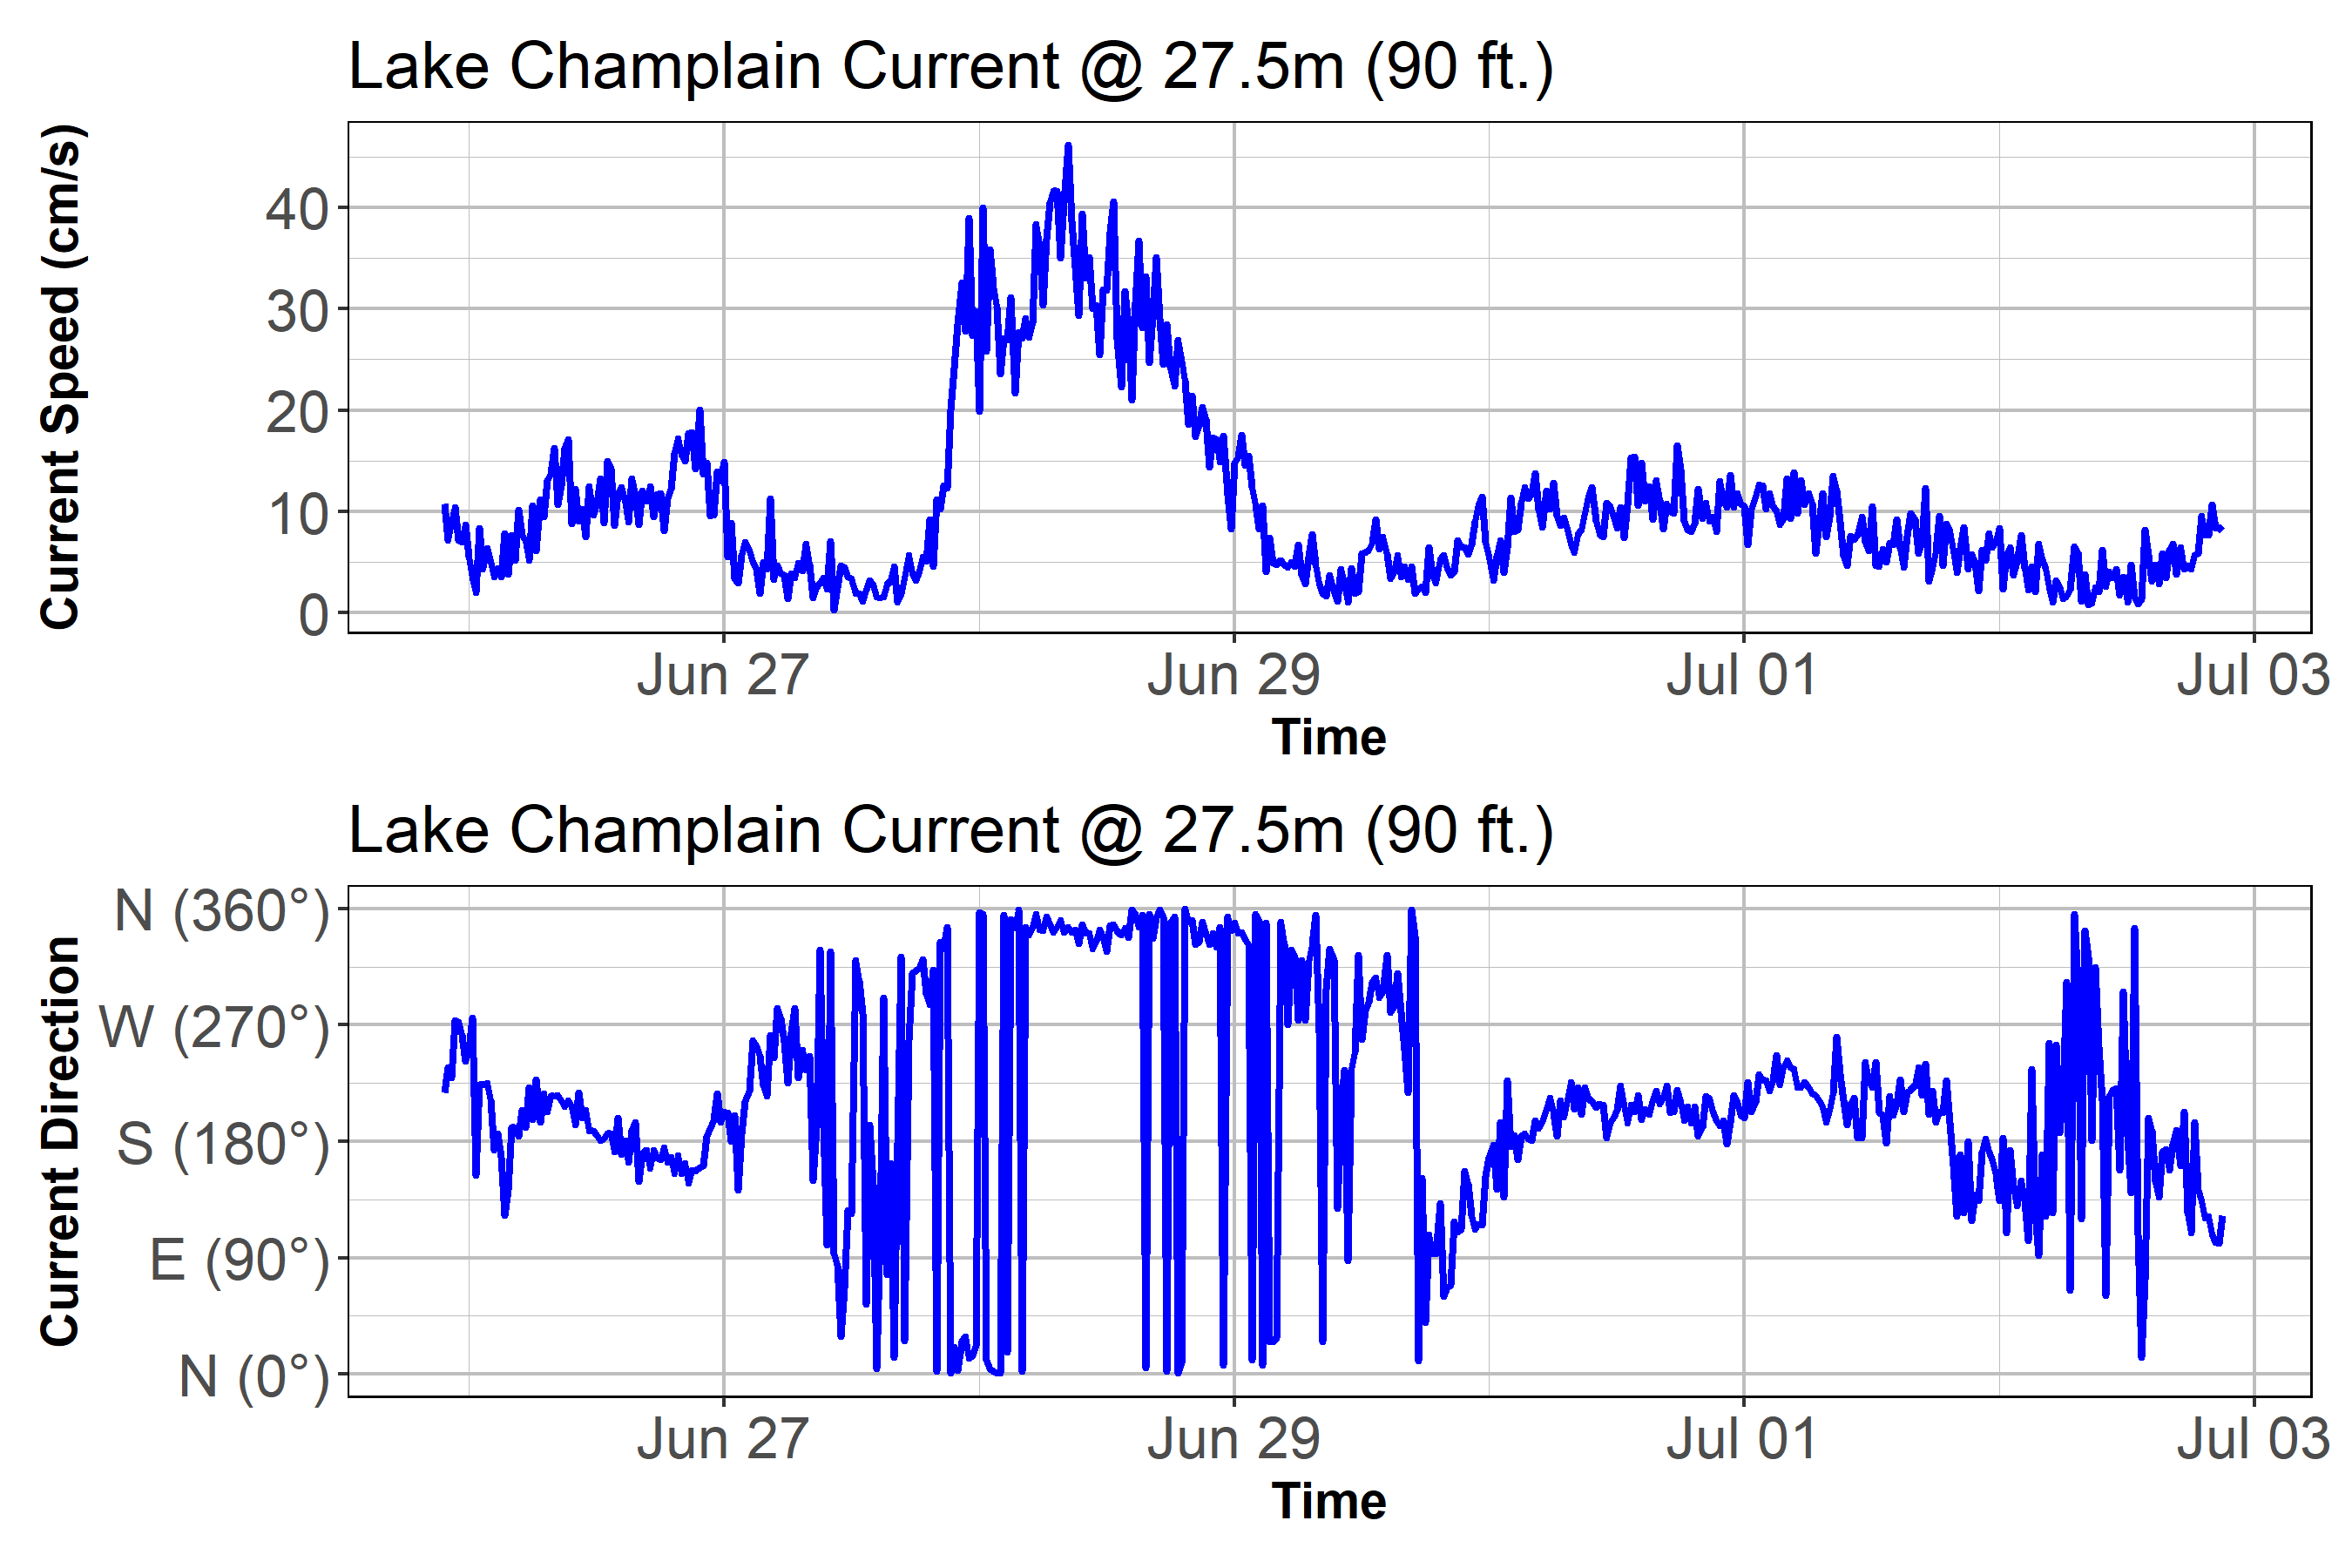 Lake Champlain Current @ 27.5m (90 ft.)
Current Speed (cm/s)
40
30
20
10
0
Jun 27 Jun 29 Jul 01 Jul 03
Time
Lake Champlain Current @ 27.5m (90 ft.)
Current Direction
N (360°)
W (270°)
S (180°)
E (90°)
N (0°)
Jun 27 Jun 29 Jul 01 Jul 03
Time